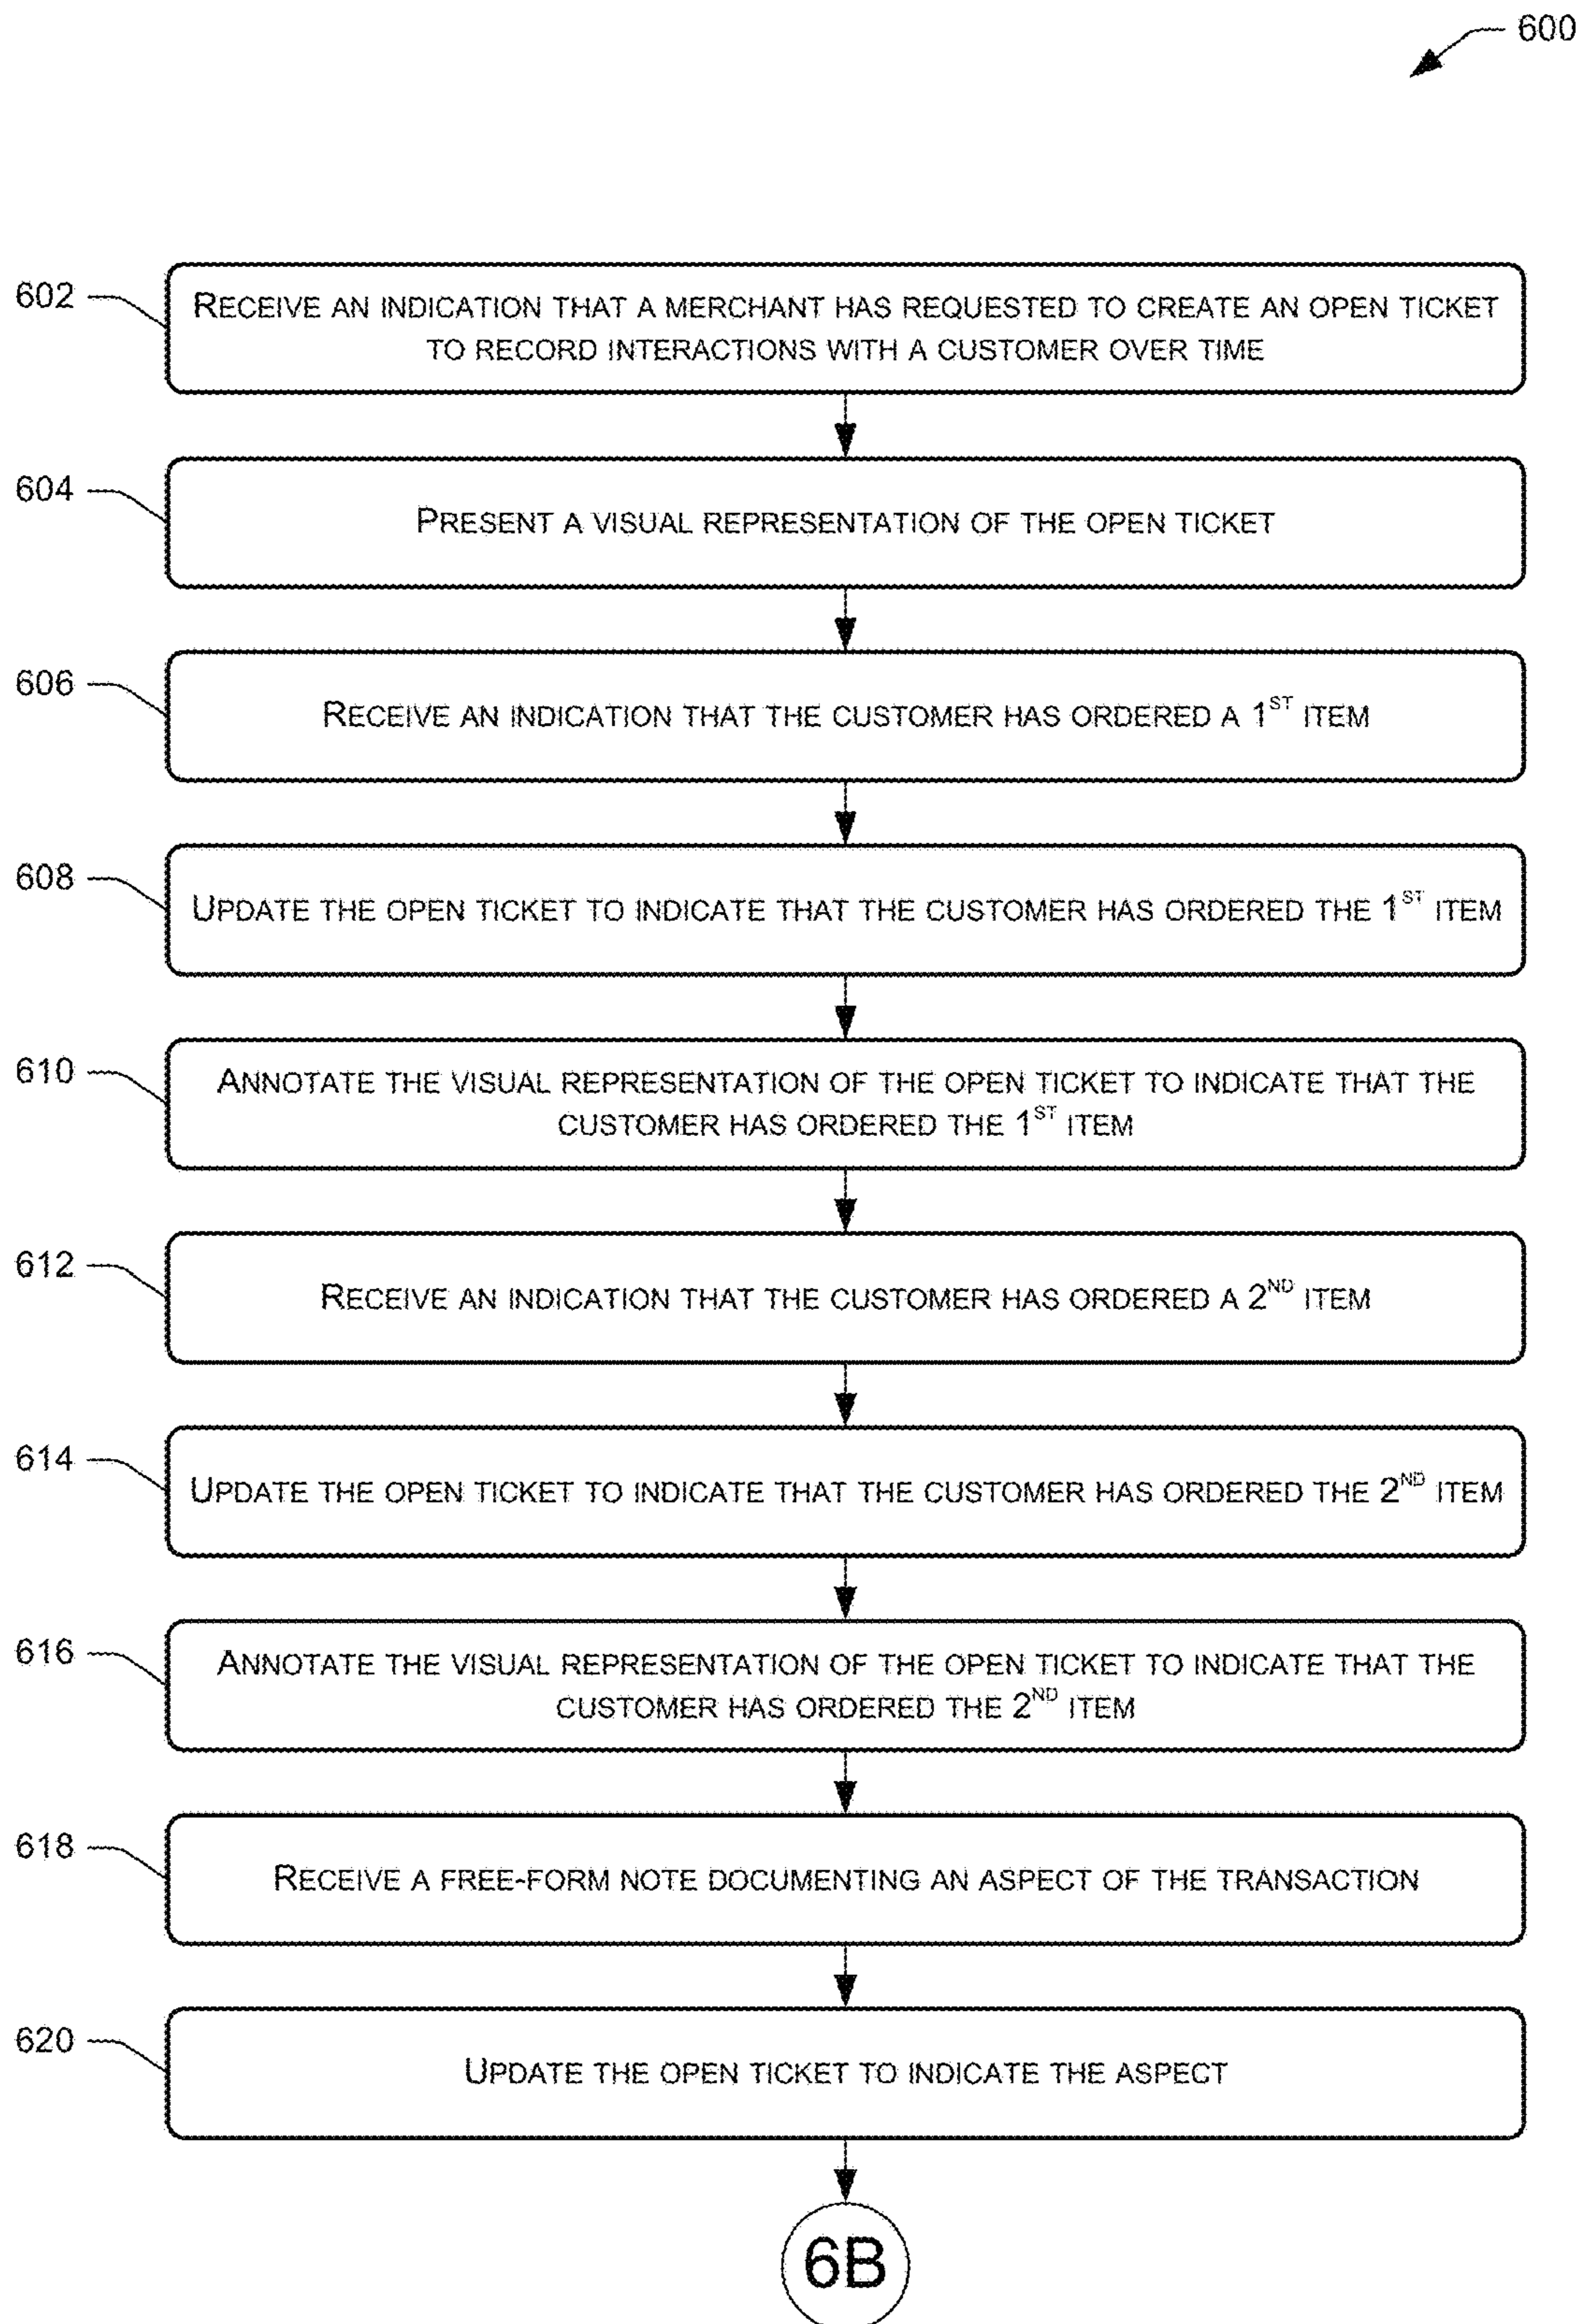 600
602
RECEIVE AN INDICATION THAT A MERCHANT HAS REQUESTED TO CREATE AN OPEN TICKET
TO RECORD INTERACTIONS WITH A CUSTOMER OVER TIME
604
PRESENT A VISUAL REPRESENTATION OF THE OPEN TICKET
606
RECEIVE AN INDICATION THAT THE CUSTOMER HAS ORDERED A 1ST ITEM
608
UPDATE THE OPEN TICKET TO INDICATE THAT THE CUSTOMER HAS ORDERED THE 1ST ITEM
610
ANNOTATE THE VISUAL REPRESENTATION OF THE OPEN TICKET TO INDICATE THAT THE
CUSTOMER HAS ORDERED THE 1ST ITEM
612
RECEIVE AN INDICATION THAT THE CUSTOMER HAS ORDERED A 2ND ITEM
614
UPDATE THE OPEN TICKET TO INDICATE THAT THE CUSTOMER HAS ORDERED THE 2ND ITEM
616
ANNOTATE THE VISUAL REPRESENTATION OF THE OPEN TICKET TO INDICATE THAT THE
CUSTOMER HAS ORDERED THE 2ND ITEM
618
RECEIVE A FREE-FORM NOTE DOCUMENTING AN ASPECT OF THE TRANSACTION
620
UPDATE THE OPEN TICKET TO INDICATE THE ASPECT
6B